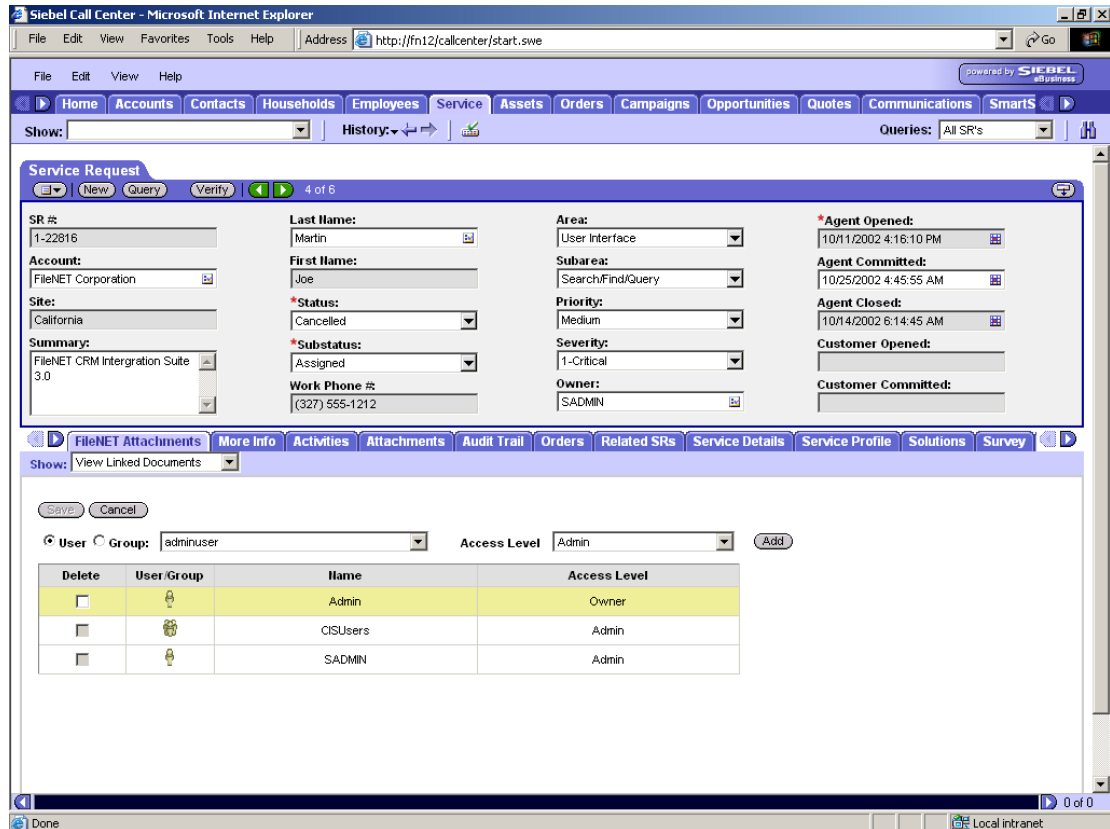 Siebel Call Center - Microsoft Internet Explorer
File Edit View Favorites Tools Help Address http://fn12/callcenter/start.swe Go
File Edit View Help powered by SIEBEL eBusiness
Home Accounts Contacts Households Employees Service Assets Orders Campaigns Opportunities Quotes Communications SmartS
Show: History: Queries: All SR's
Service Request
New Query Verify 4 of 6
SR #: Last Name: Area: *Agent Opened:
1-22816 Martin User Interface 10/11/2002 4:16:10 PM
Account: First Name: Subarea: Agent Committed:
FileNET Corporation Joe Search/Find/Query 10/25/2002 4:45:55 AM
Site: *Status: Priority: Agent Closed:
California Cancelled Medium 10/14/2002 6:14:45 AM
Summary: *Substatus: Severity: Customer Opened:
FileNET CRM Intergration Suite 3.0 Assigned 1-Critical
Work Phone #: Owner: Customer Committed:
(327) 555-1212 SADMIN
FileNET Attachments More Info Activities Attachments Audit Trail Orders Related SRs Service Details Service Profile Solutions Survey
Show: View Linked Documents
Save Cancel
User Group: adminuser Access Level Admin Add
Delete User/Group Name Access Level
Admin Owner
CISUsers Admin
SADMIN Admin
0 of 0
Done Local intranet